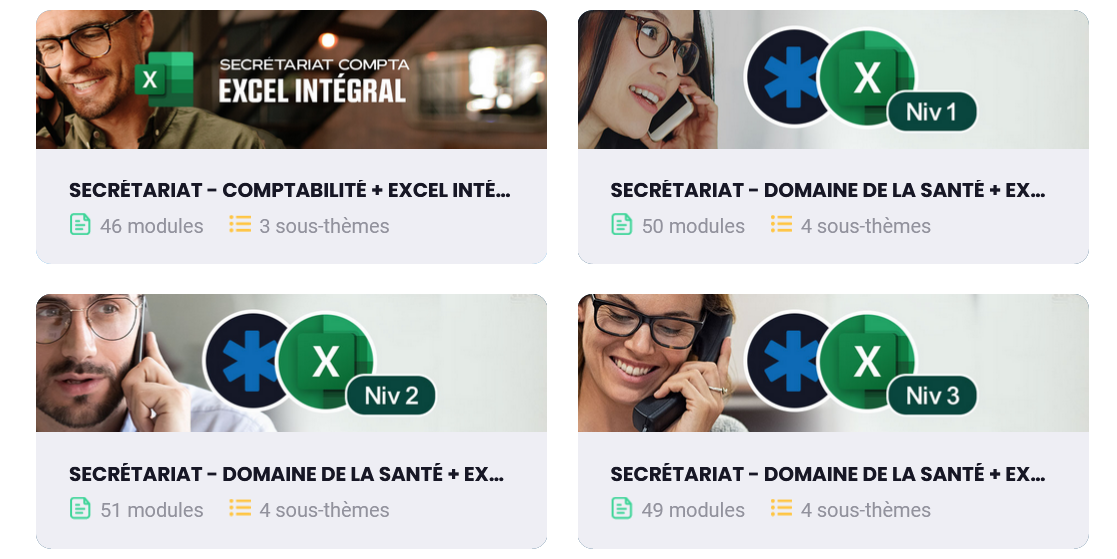 X
SECRÉTARIAT COMPTA
EXCEL INTÉGRAL
SECRÉTARIAT - COMPTABILITÉ + EXCEL INTÉ...
46 modules 3 sous-thèmes
X
Niv 1
SECRÉTARIAT - DOMAINE DE LA SANTÉ + EX...
50 modules 4 sous-thèmes
X
Niv 2
SECRÉTARIAT - DOMAINE DE LA SANTÉ + EX...
51 modules 4 sous-thèmes
X
Niv 3
SECRÉTARIAT - DOMAINE DE LA SANTÉ + EX...
49 modules 4 sous-thèmes